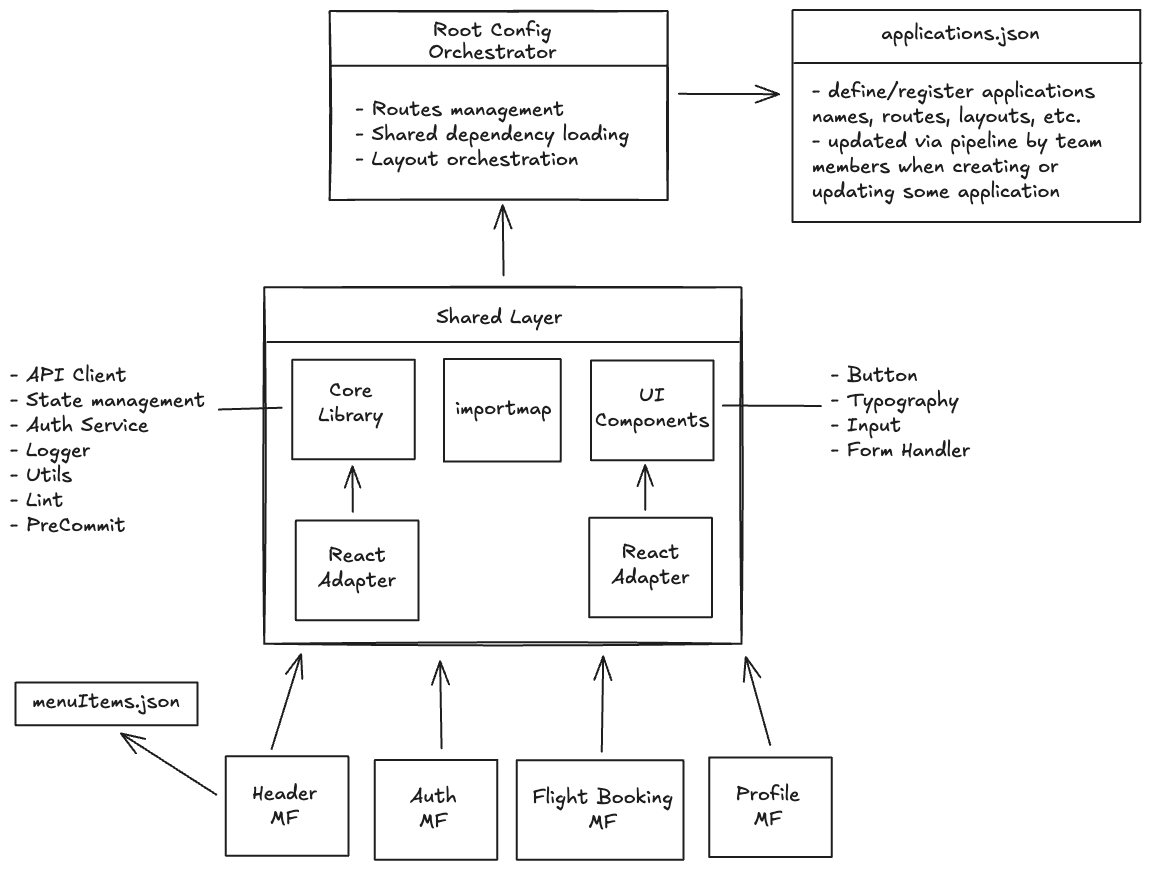 Root Config
Orchestrator
- Routes management
- Shared dependency loading
- Layout orchestration
applications.json
- define/register applications
names, routes, layouts, etc.
- updated via pipeline by team
members when creating or
updating some application
Shared Layer
- API Client
- State management
- Auth Service
- Logger
- Utils
- Lint
- PreCommit
Core
Library
importmap
UI
Components
- Button
- Typography
- Input
- Form Handler
React
Adapter
React
Adapter
menuItems.json
Header
MF
Auth
MF
Flight Booking
MF
Profile
MF